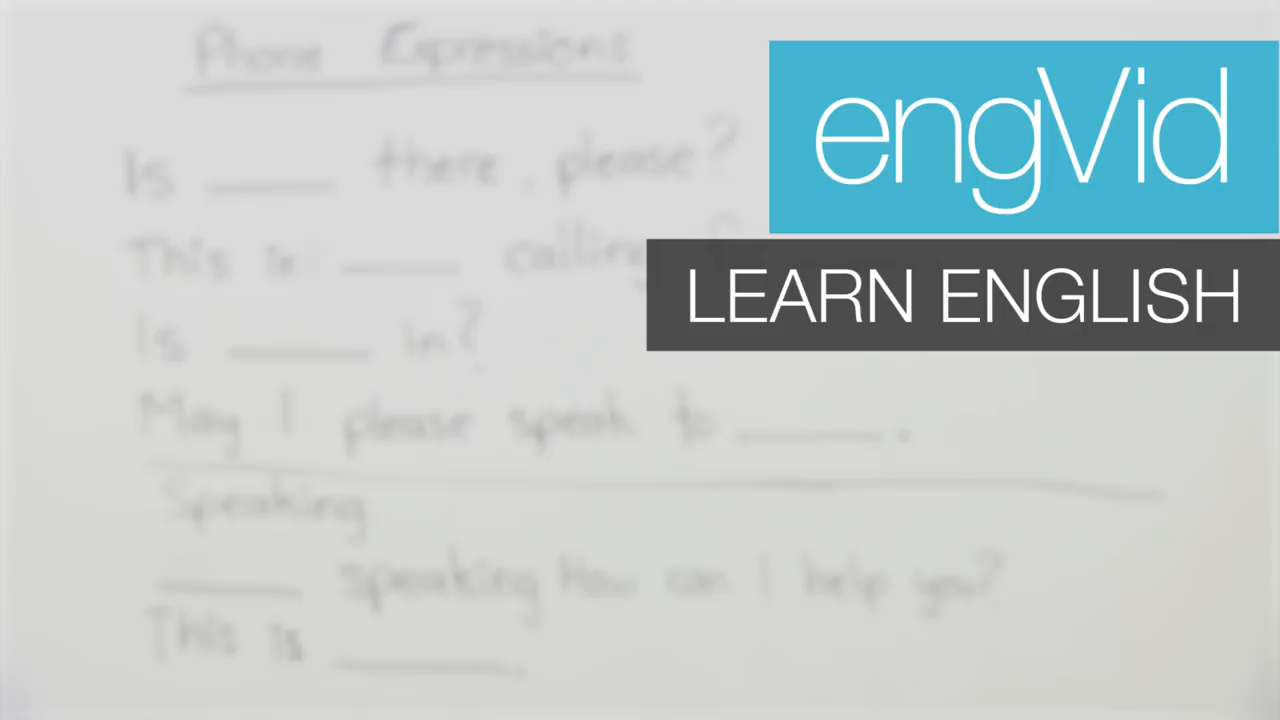 Phone Expressions
engVid
LEARN ENGLISH
Is ____ there, please?
This is ____ calling for
Is ____ in?
May I please speak to ____.
Speaking
____ speaking How can I help you?
This is ____